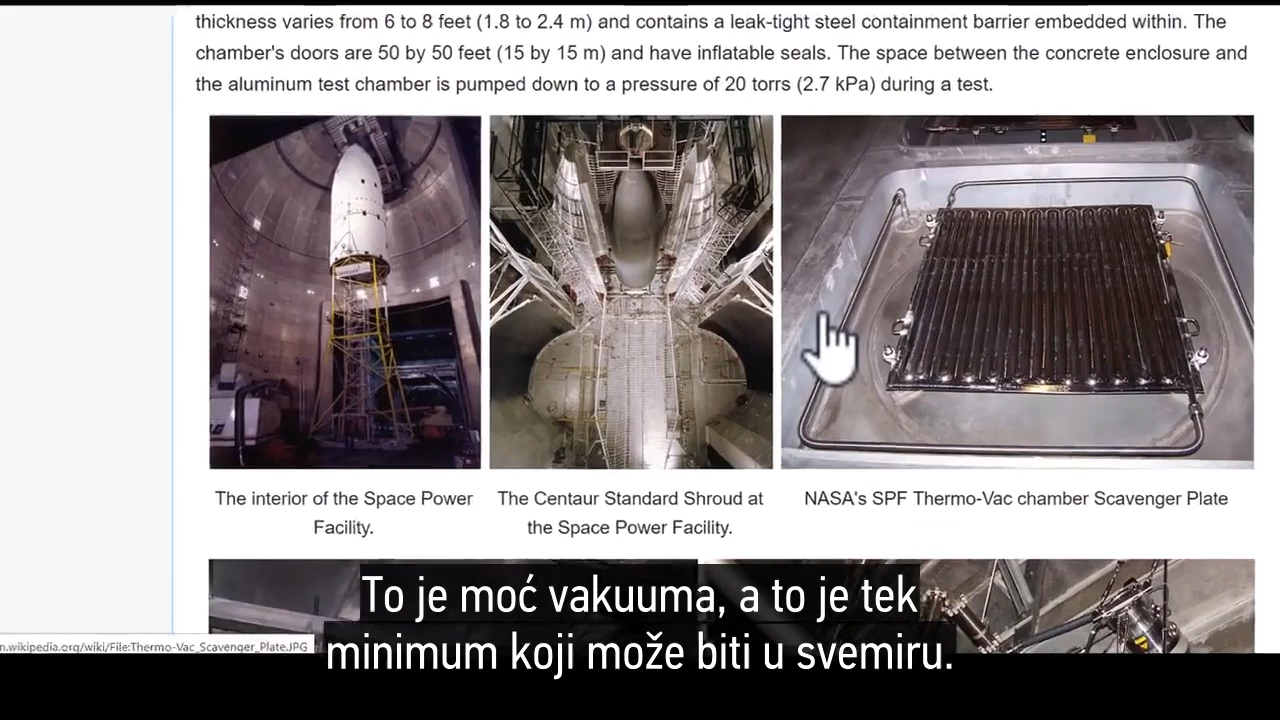 thickness varies from 6 to 8 feet (1.8 to 2.4 m) and contains a leak-tight steel containment barrier embedded within. The
chamber's doors are 50 by 50 feet (15 by 15 m) and have inflatable seals. The space between the concrete enclosure and
the aluminum test chamber is pumped down to a pressure of 20 torrs (2.7 kPa) during a test.
The interior of the Space Power
Facility.
The Centaur Standard Shroud at
the Space Power Facility.
NASA's SPF Thermo-Vac chamber Scavenger Plate
To je moć vakuuma, a to je tek
minimum koji može biti u svemiru.
n.wikipedia.org/wiki/File:Thermo-Vac_Scavenger_Plate.JPG